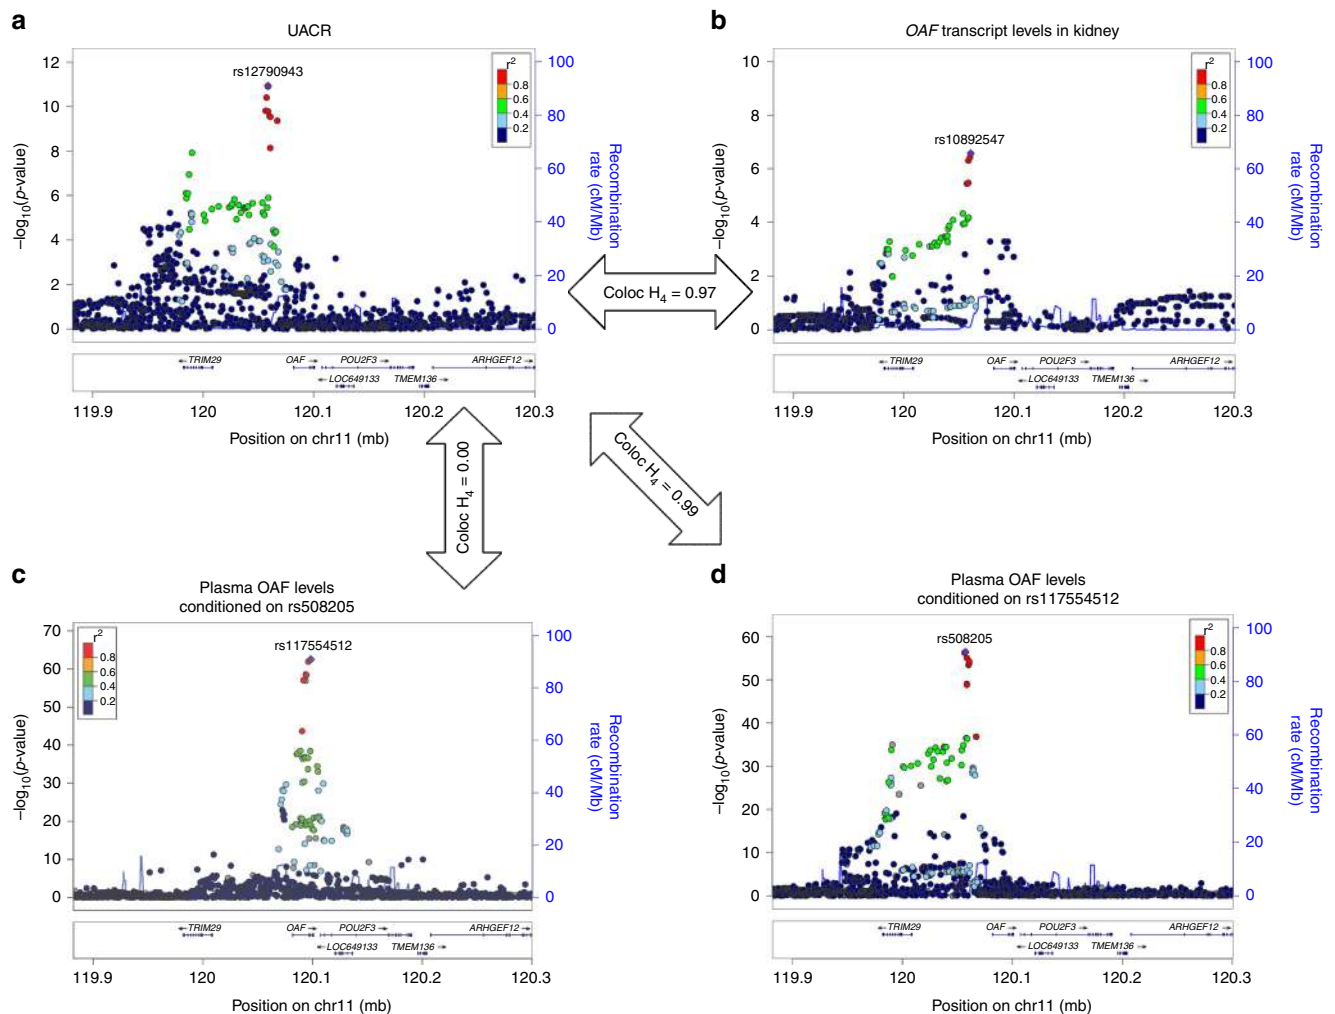 a
UACR
12
10
8
6
4
2
0
–log10(p-value)
rs12790943
r2
0.8
0.6
0.4
0.2
100
80
60
40
20
0
Recombination
rate (cM/Mb)
TRIM29
OAF
POU2F3
ARHGEF12
LOC649133
TMEM136
119.9
120
120.1
120.2
120.3
Position on chr11 (mb)
b
OAF transcript levels in kidney
10
8
6
4
2
0
–log10(p-value)
rs10892547
r2
0.8
0.6
0.4
0.2
100
80
60
40
20
0
Recombination
rate (cM/Mb)
TRIM29
OAF
POU2F3
ARHGEF12
LOC649133
TMEM136
119.9
120
120.1
120.2
120.3
Position on chr11 (mb)
Coloc H4 = 0.97
Coloc H4 = 0.00
Coloc H4 = 0.99
c
Plasma OAF levels
conditioned on rs508205
70
60
50
40
30
20
10
0
–log10(p-value)
r2
0.8
0.6
0.4
0.2
rs117554512
100
80
60
40
20
0
Recombination
rate (cM/Mb)
TRIM29
OAF
POU2F3
ARHGEF12
LOC649133
TMEM136
119.9
120
120.1
120.2
120.3
Position on chr11 (mb)
d
Plasma OAF levels
conditioned on rs117554512
60
50
40
30
20
10
0
–log10(p-value)
rs508205
r2
0.8
0.6
0.4
0.2
100
80
60
40
20
0
Recombination
rate (cM/Mb)
TRIM29
OAF
POU2F3
ARHGEF12
LOC649133
TMEM136
119.9
120
120.1
120.2
120.3
Position on chr11 (mb)